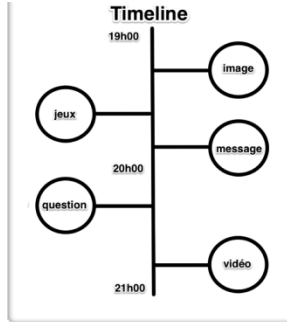 Timeline
19h00
image
jeux
message
20h00
question
vidéo
21h00